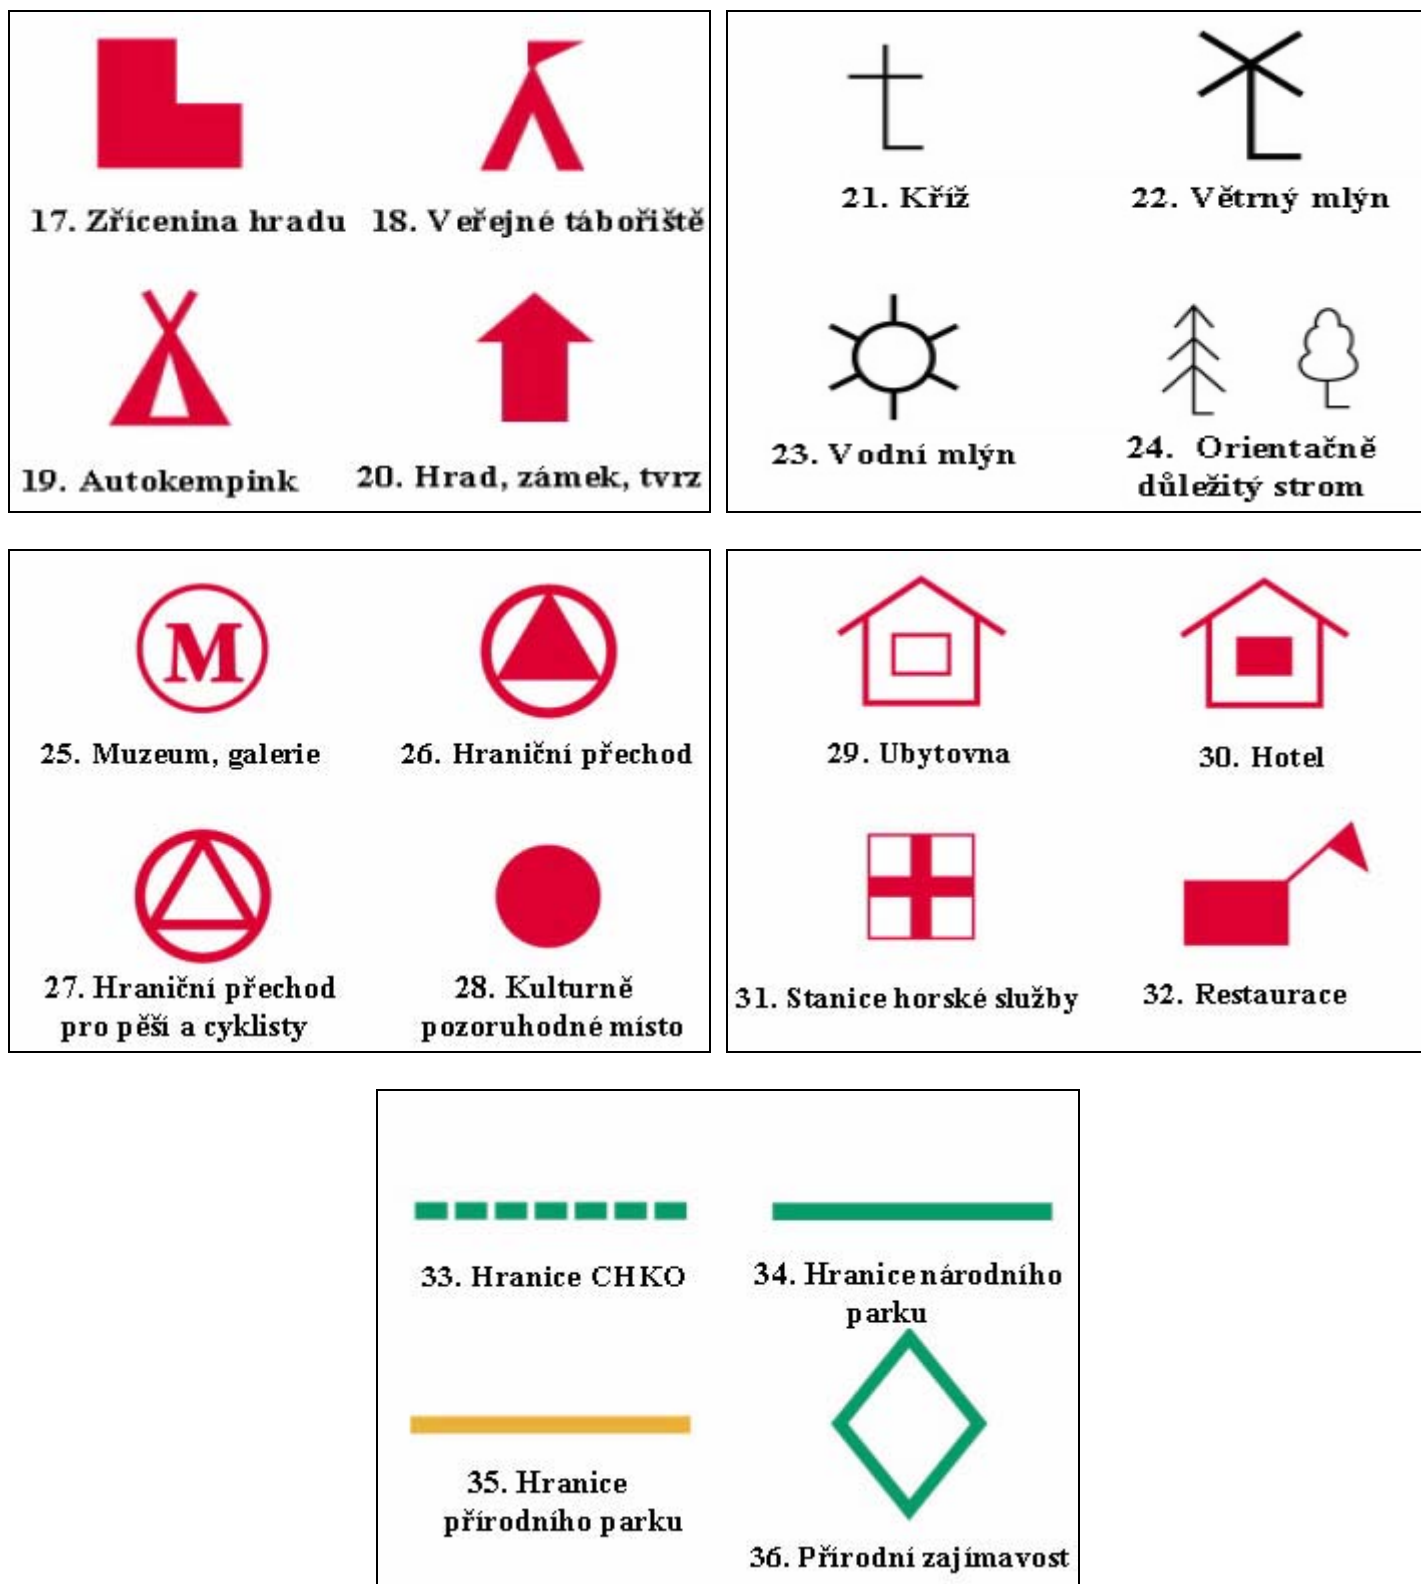 17. Zřícenina hradu
18. Veřejné tábořiště
19. Autokempink
20. Hrad, zámek, tvrz
21. Kříž
22. Větrný mlýn
23. Vodní mlýn
24. Orientačně
důležitý strom
M
25. Muzeum, galerie
26. Hraniční přechod
27. Hraniční přechod
pro pěší a cyklisty
28. Kulturně
pozoruhodné místo
29. Ubytovna
30. Hotel
31. Stanice horské služby
32. Restaurace
33. Hranice CHKO
34. Hranice národního
parku
35. Hranice
přírodního parku
36. Přírodní zajímavost